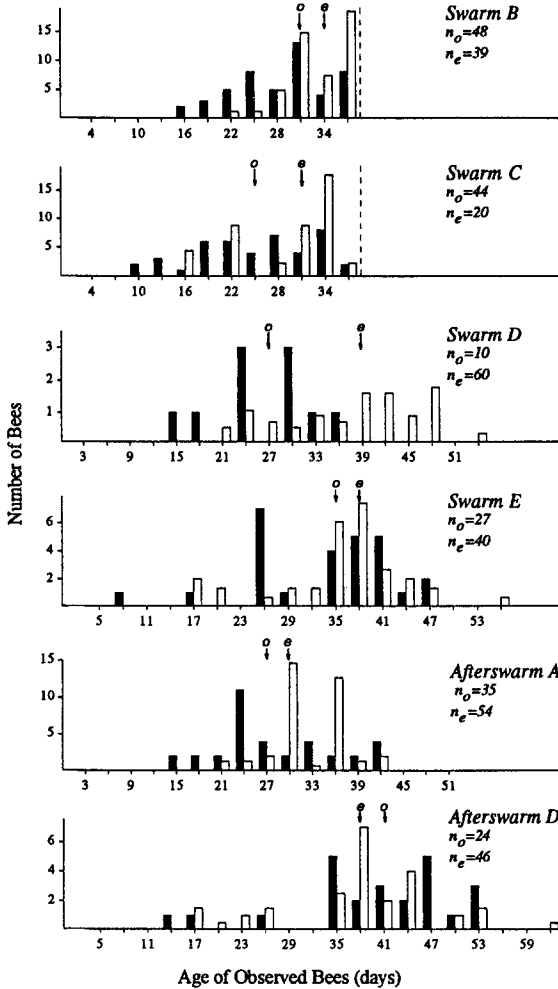 Swarm B
n_o=48
n_e=39
o e
15
10
5
4 10 16 22 28 34
Swarm C
n_o=44
n_e=20
o e
15
10
5
4 10 16 22 28 34
Swarm D
n_o=10
n_e=60
o e
3
2
1
3 9 15 21 27 33 39 45 51
Number of Bees
Swarm E
n_o=27
n_e=40
o e
6
4
2
5 11 17 23 29 35 41 47 53
Afterswarm A
n_o=35
n_e=54
o e
15
10
5
3 9 15 21 27 33 39 45 51
Afterswarm D
n_o=24
n_e=46
e o
6
4
2
5 11 17 23 29 35 41 47 53 59
Age of Observed Bees (days)